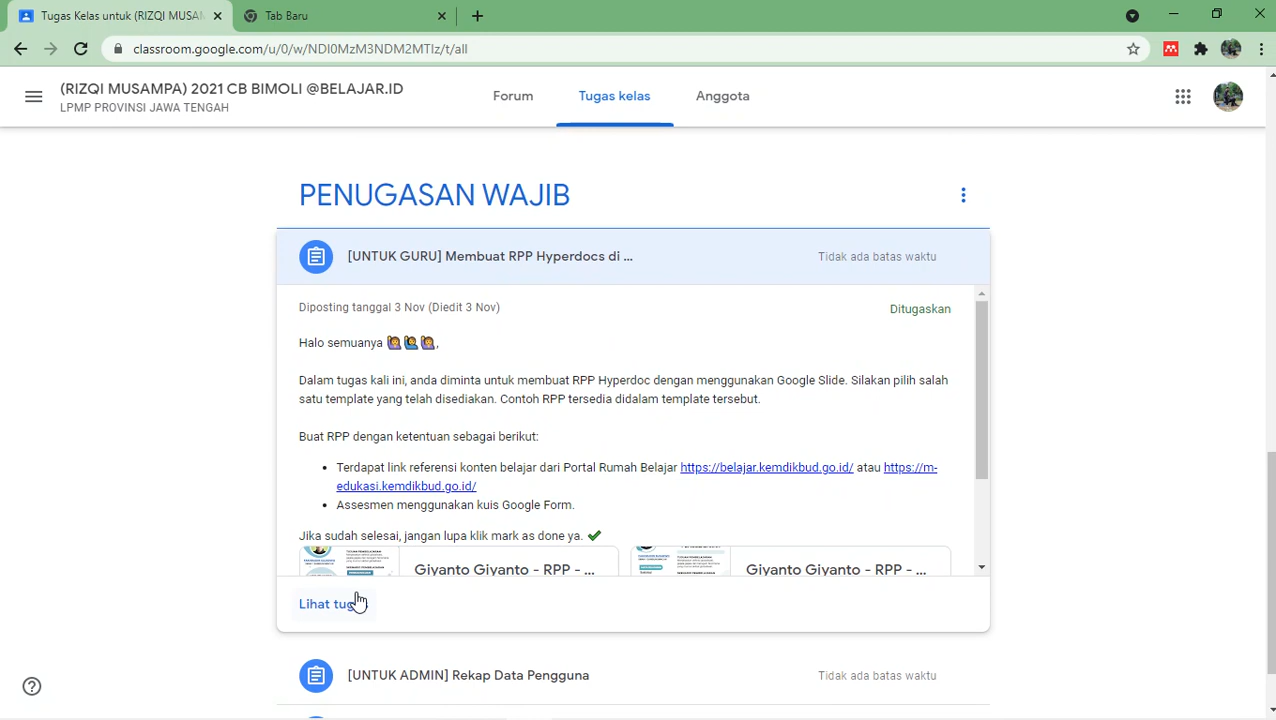 Tugas Kelas untuk (RIZQI MUSAM
Tab Baru
classroom.google.com/u/0/w/NDI0MzM3NDM2MTIz/t/all
(RIZQI MUSAMPA) 2021 CB BIMOLI @BELAJAR.ID
LPMP PROVINSI JAWA TENGAH
Forum
Tugas kelas
Anggota
PENUGASAN WAJIB
[UNTUK GURU] Membuat RPP Hyperdocs di ...
Tidak ada batas waktu
Diposting tanggal 3 Nov (Diedit 3 Nov)
Ditugaskan
Halo semuanya 🙋🙋‍♂️🙋‍♀️,
Dalam tugas kali ini, anda diminta untuk membuat RPP Hyperdoc dengan menggunakan Google Slide. Silakan pilih salah
satu template yang telah disediakan. Contoh RPP tersedia didalam template tersebut.
Buat RPP dengan ketentuan sebagai berikut:
• Terdapat link referensi konten belajar dari Portal Rumah Belajar https://belajar.kemdikbud.go.id/ atau https://m-
edukasi.kemdikbud.go.id/
• Assesmen menggunakan kuis Google Form.
Jika sudah selesai, jangan lupa klik mark as done ya. ✔
Giyanto Giyanto - RPP - ...
Giyanto Giyanto - RPP - ...
Lihat
[UNTUK ADMIN] Rekap Data Pengguna
Tidak ada batas waktu